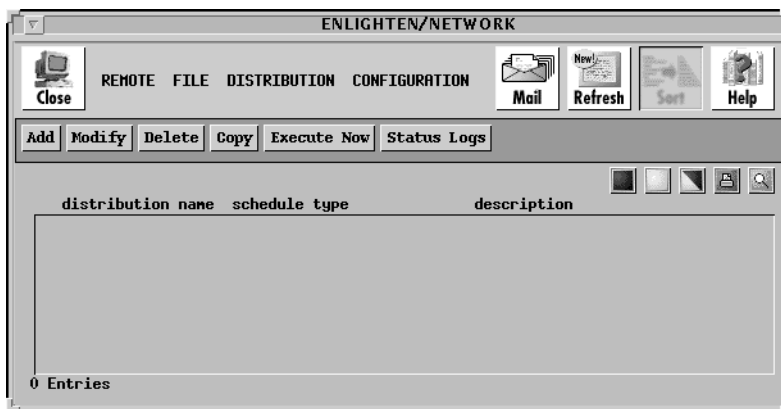 ENLIGHTEN/NETWORK
Close
REMOTE FILE DISTRIBUTION CONFIGURATION
Mail
New!
Refresh
Sort
Help
Add Modify Delete Copy Execute Now Status Logs
distribution name schedule type description
0 Entries